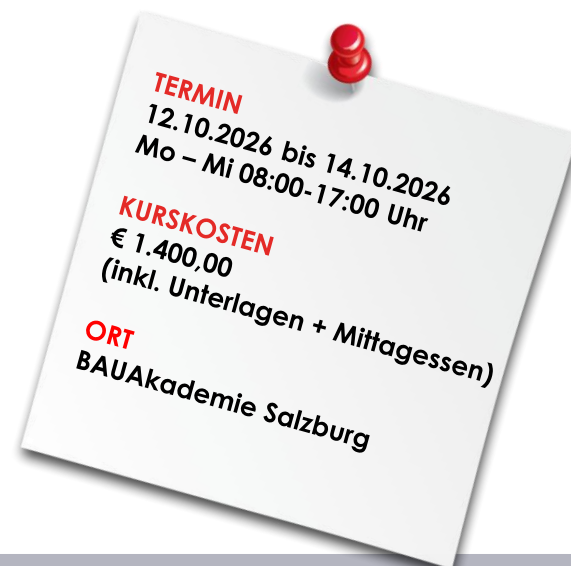 TERMIN
12.10.2026 bis 14.10.2026
Mo – Mi 08:00-17:00 Uhr
KURSKOSTEN
€ 1.400,00
(inkl. Unterlagen + Mittagessen)
ORT
BAUAkademie Salzburg